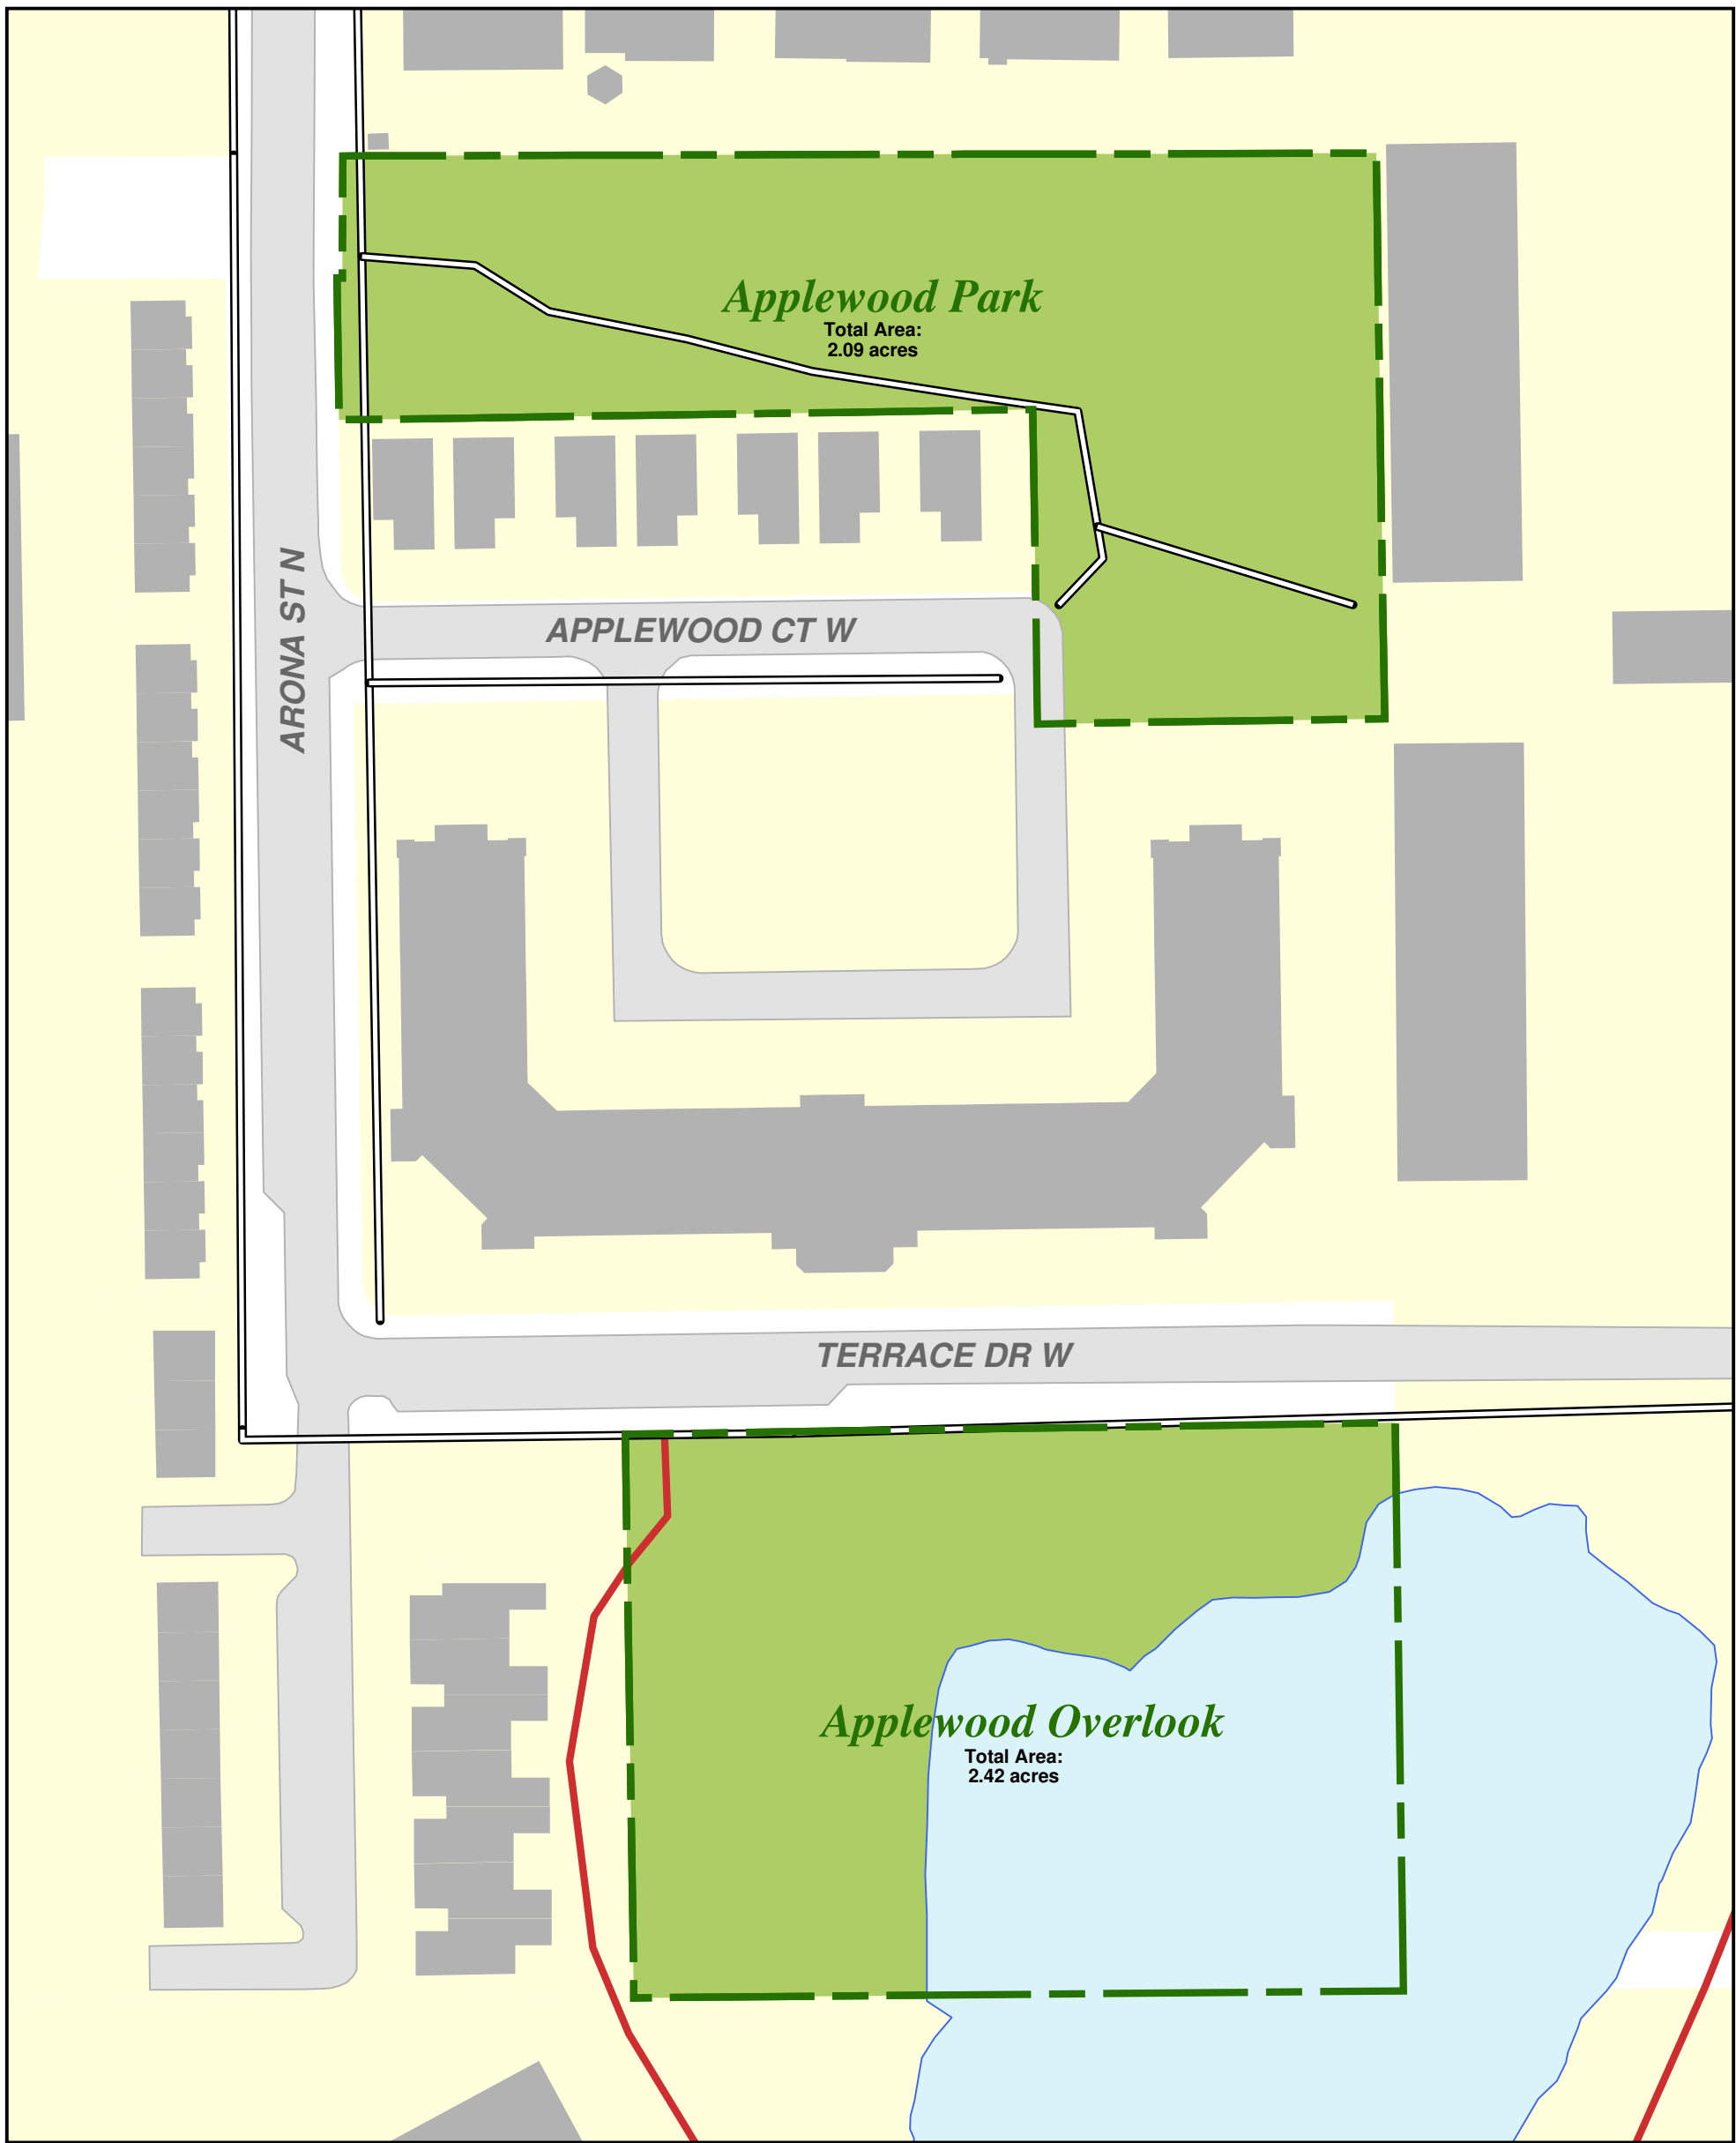 Applewood Park
Total Area:
2.09 acres
ARONA ST N
APPLEWOOD CT W
TERRACE DR W
Applewood Overlook
Total Area:
2.42 acres